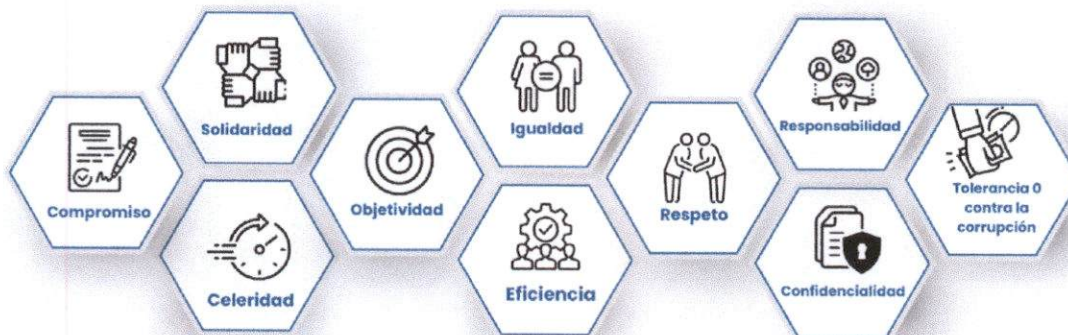 Compromiso
Solidaridad
Celeridad
Objetividad
Igualdad
Eficiencia
Respeto
Responsabilidad
Confidencialidad
Tolerancia 0
contra la
corrupción